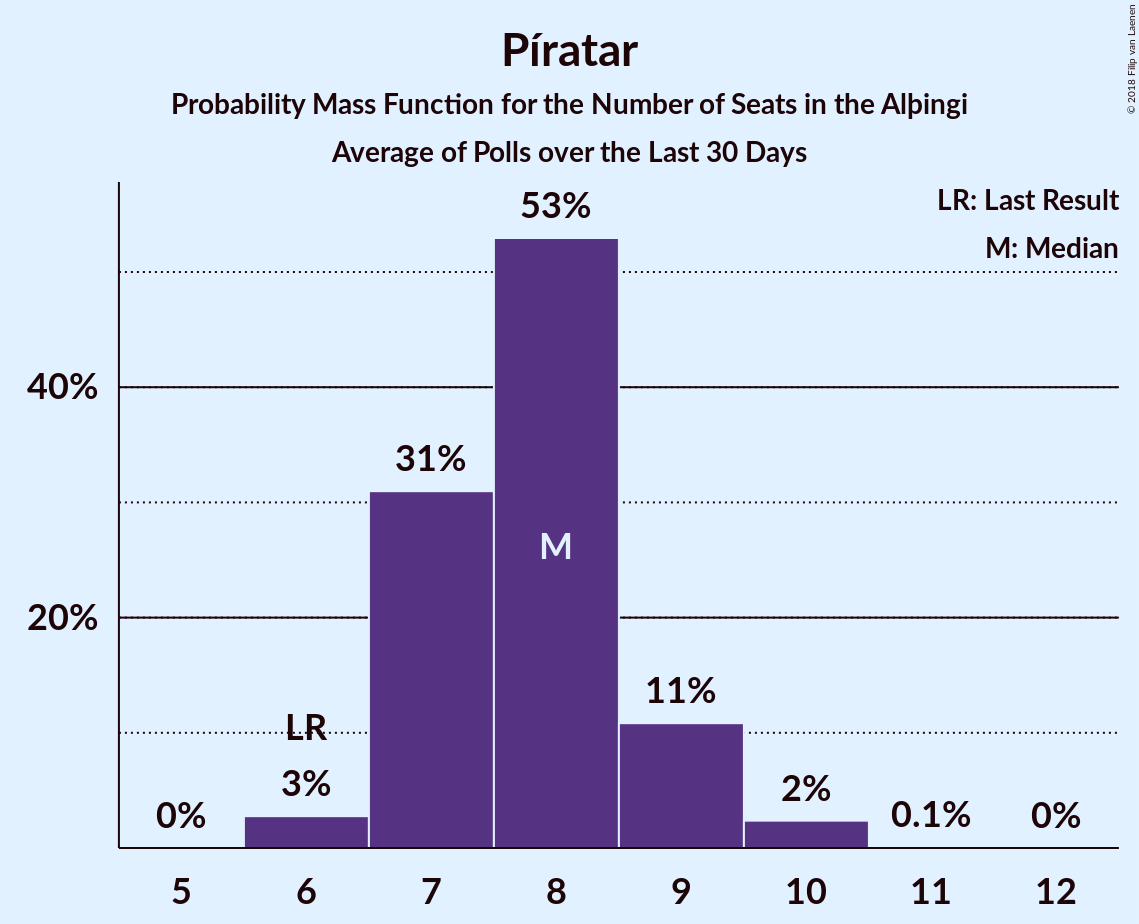 Píratar
Probability Mass Function for the Number of Seats in the Alþingi
Average of Polls over the Last 30 Days
© 2018 Filip van Laenen
LR: Last Result
M: Median
53%
40%
31%
M
20%
11%
LR
3%
2%
0%
0.1%
0%
5 6 7 8 9 10 11 12